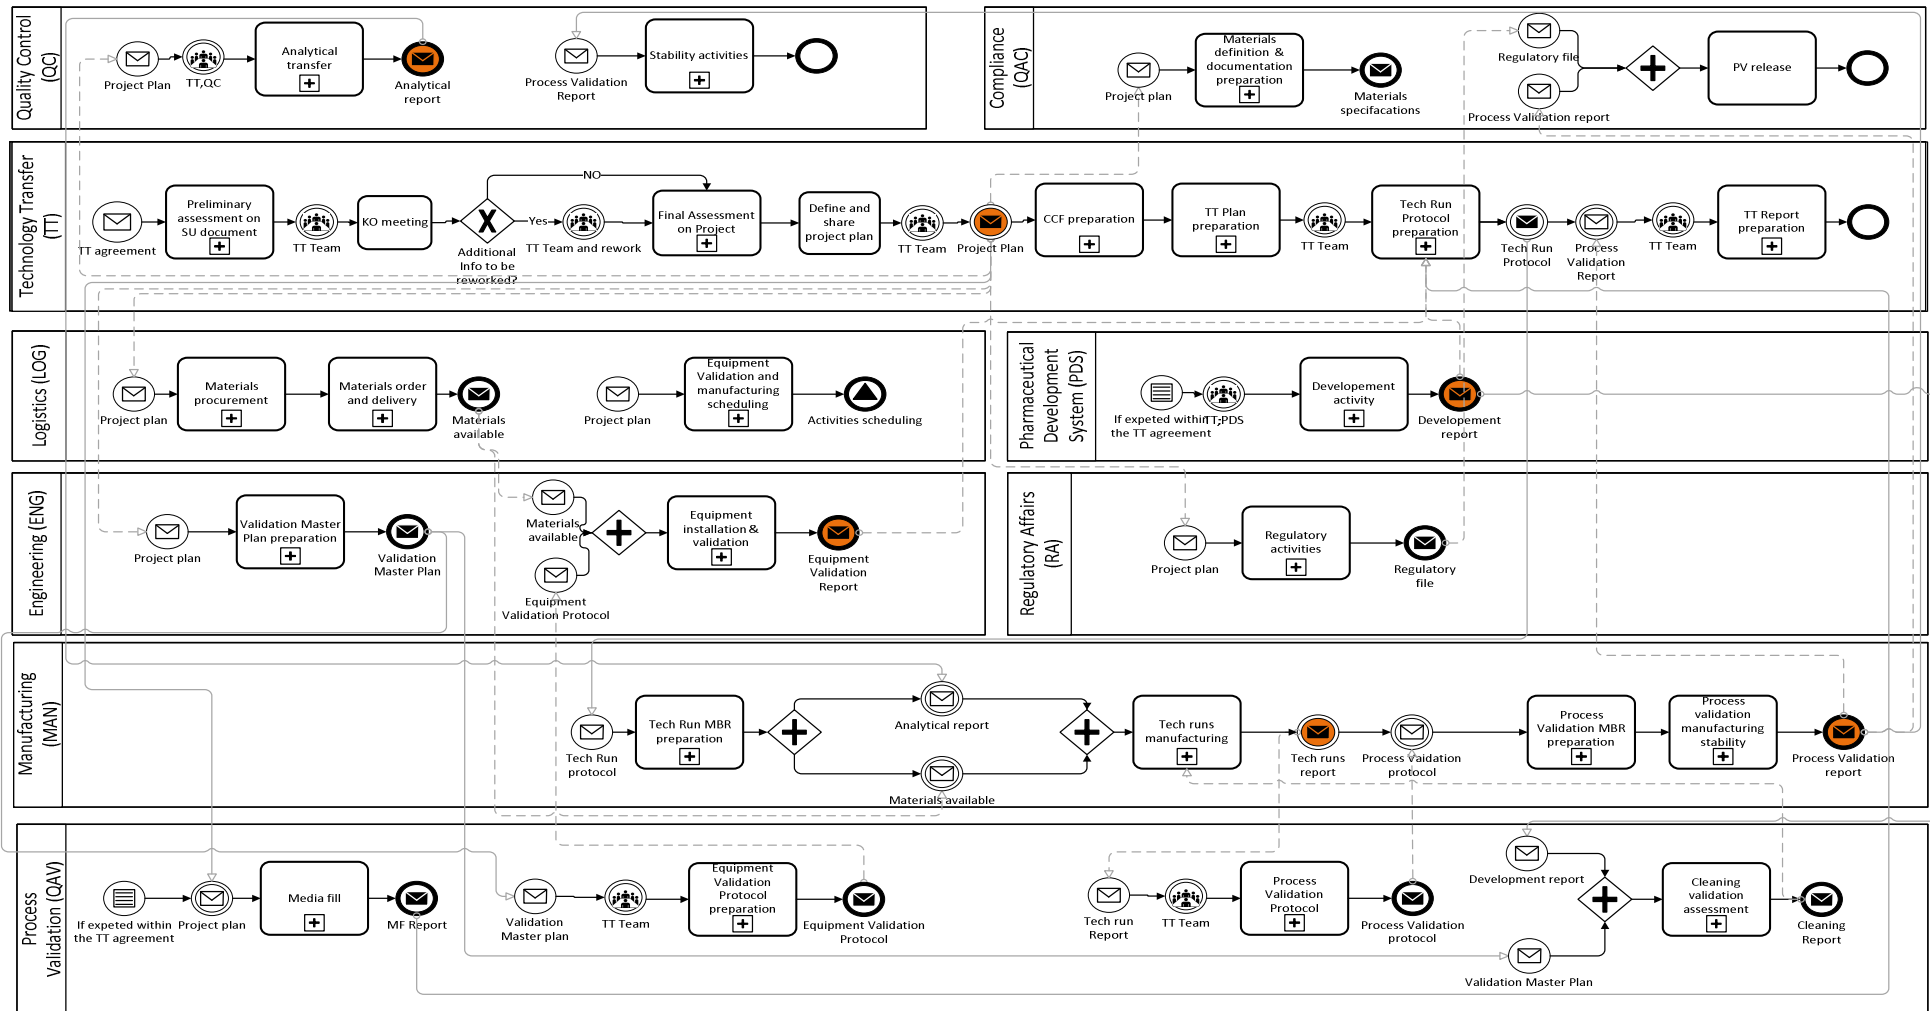 Quality Control
(QC)
Project Plan
TT,QC
Analytical
transfer
Analytical
report
Process Validation
Report
Stability activities
Compliance
(QAC)
Project plan
Materials
definition &
documentation
preparation
Materials
specifacations
Regulatory file
Process Validation report
PV release
Technology Transfer
(TT)
TT agreement
Preliminary
assessment on
SU document
TT Team
KO meeting
X
Additional
Info to be
reworked?
NO
Yes
TT Team and rework
Final Assessment
on Project
Define and
share
project plan
TT Team
Project Plan
CCF preparation
TT Plan
preparation
TT Team
Tech Run
Protocol
preparation
Tech Run
Protocol
Process
Validation
Report
TT Team
TT Report
preparation
Logistics (LOG)
Project plan
Materials
procurement
Materials order
and delivery
Materials
available
Project plan
Equipment
Validation and
manufacturing
scheduling
Activities scheduling
Pharmaceutical
Development
System (PDS)
If expeted within
the TT agreement
TT;PDS
Developement
activity
Developement
report
Engineering (ENG)
Project plan
Validation Master
Plan preparation
Validation
Master Plan
Materials
available
Equipment
Validation Protocol
Equipment
installation &
validation
Equipment
Validation
Report
Regulatory Affairs
(RA)
Project plan
Regulatory
activities
Regulatory
file
Manufacturing
(MAN)
Tech Run
protocol
Tech Run MBR
preparation
Analytical report
Materials available
Tech runs
manufacturing
Tech runs
report
Process Vaidation
protocol
Process
Validation MBR
preparation
Process
validation
manufacturing
stability
Process Validation
report
Process
Validation (QAV)
If expeted within
the TT agreement
Project plan
Media fill
MF Report
Validation
Master plan
TT Team
Equipment
Validation
Protocol
preparation
Equipment Validation
Protocol
Tech run
Report
TT Team
Process
Validation
Protocol
Process Validation
protocol
Development report
Validation Master Plan
Cleaning
validation
assessment
Cleaning
Report